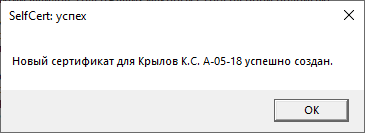 SelfCert: успех
Новый сертификат для Крылов К.С. А-05-18 успешно создан.
OK